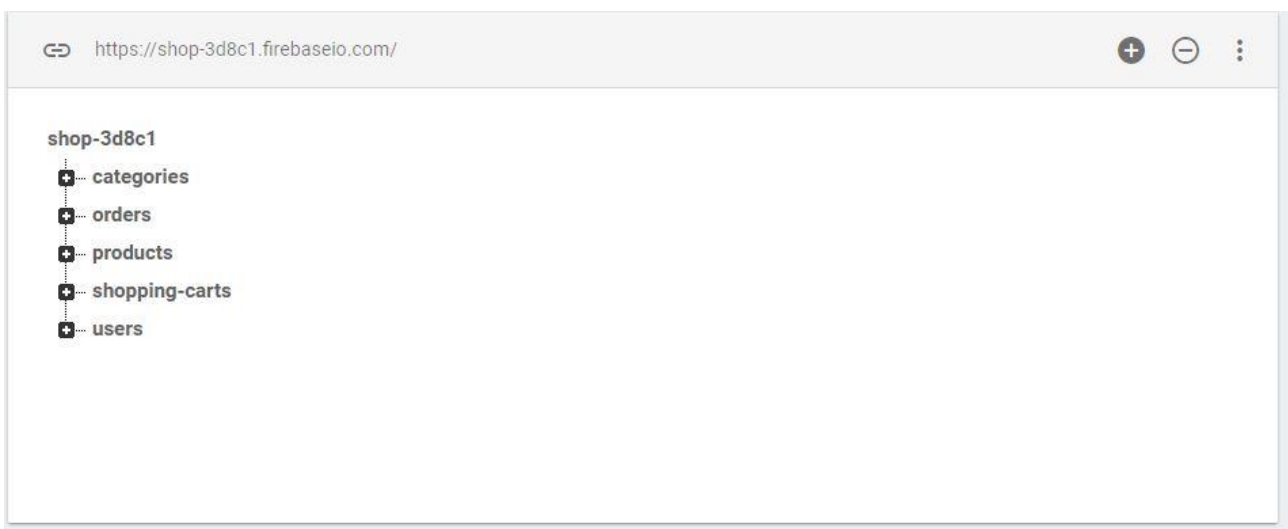 https://shop-3d8c1.firebaseio.com/
shop-3d8c1
categories
orders
products
shopping-carts
users